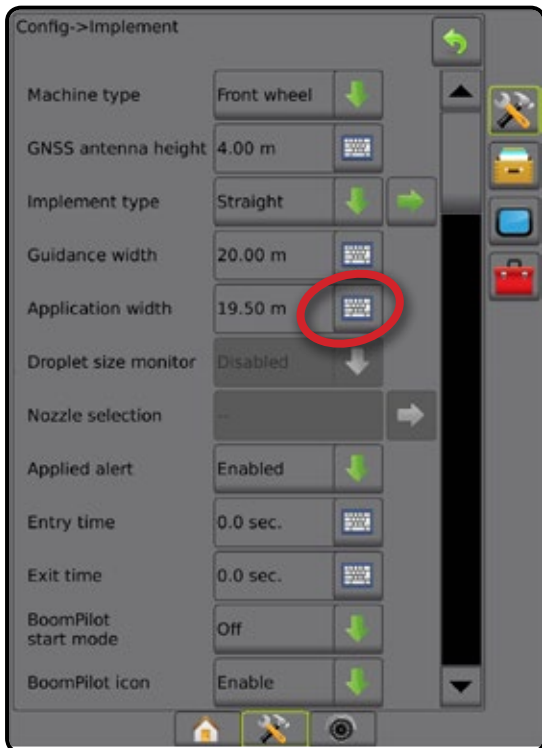 Config->Implement
Machine type Front wheel
GNSS antenna height 4.00 m
Implement type Straight
Guidance width 20.00 m
Application width 19.50 m
Droplet size monitor Disabled
Nozzle selection --
Applied alert Enabled
Entry time 0.0 sec.
Exit time 0.0 sec.
BoomPilot
start mode Off
BoomPilot icon Enable